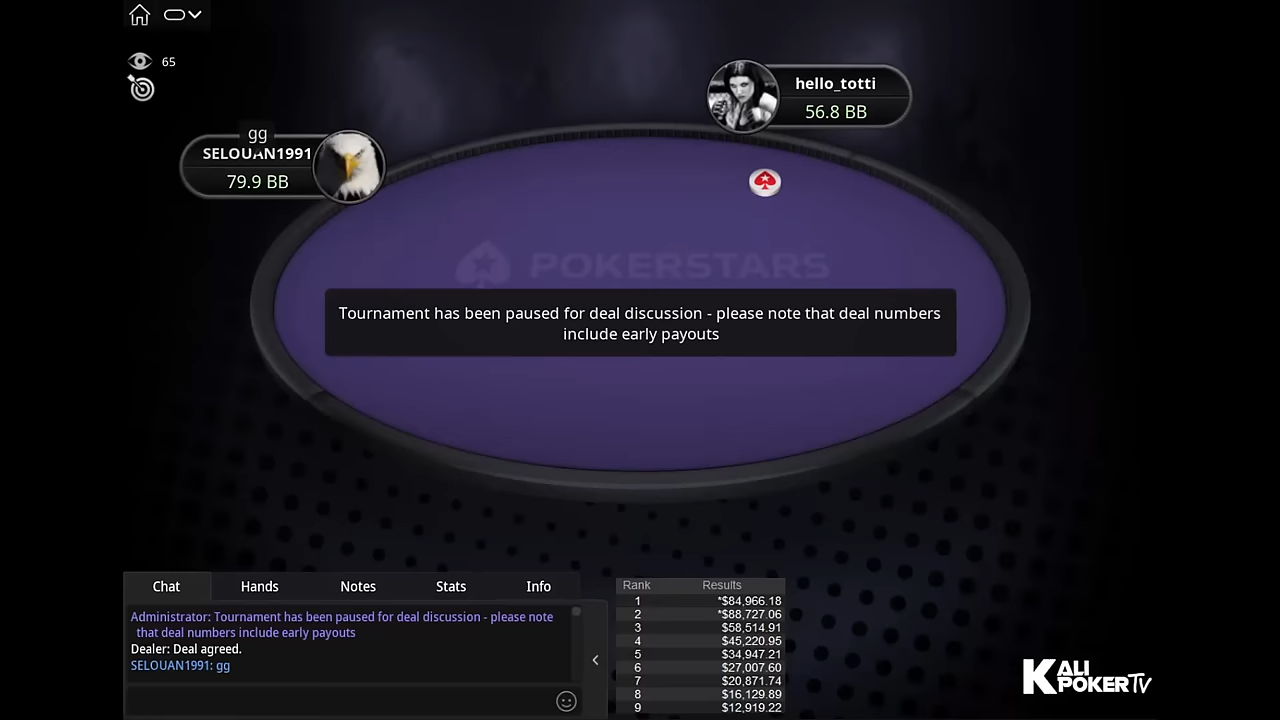 65
hello_totti
56.8 BB
gg
SELOUAN1991
79.9 BB
POKERSTARS
Tournament has been paused for deal discussion - please note that deal numbers
include early payouts
Chat Hands Notes Stats Info
Administrator: Tournament has been paused for deal discussion - please note
that deal numbers include early payouts
Dealer: Deal agreed.
SELOUAN1991: gg
Rank Results
1 *$84,966.18
2 *$88,727.06
3 $58,514.91
4 $45,220.95
5 $34,947.21
6 $27,007.60
7 $20,871.74
8 $16,129.89
9 $12,919.22
KALI
POKERTV